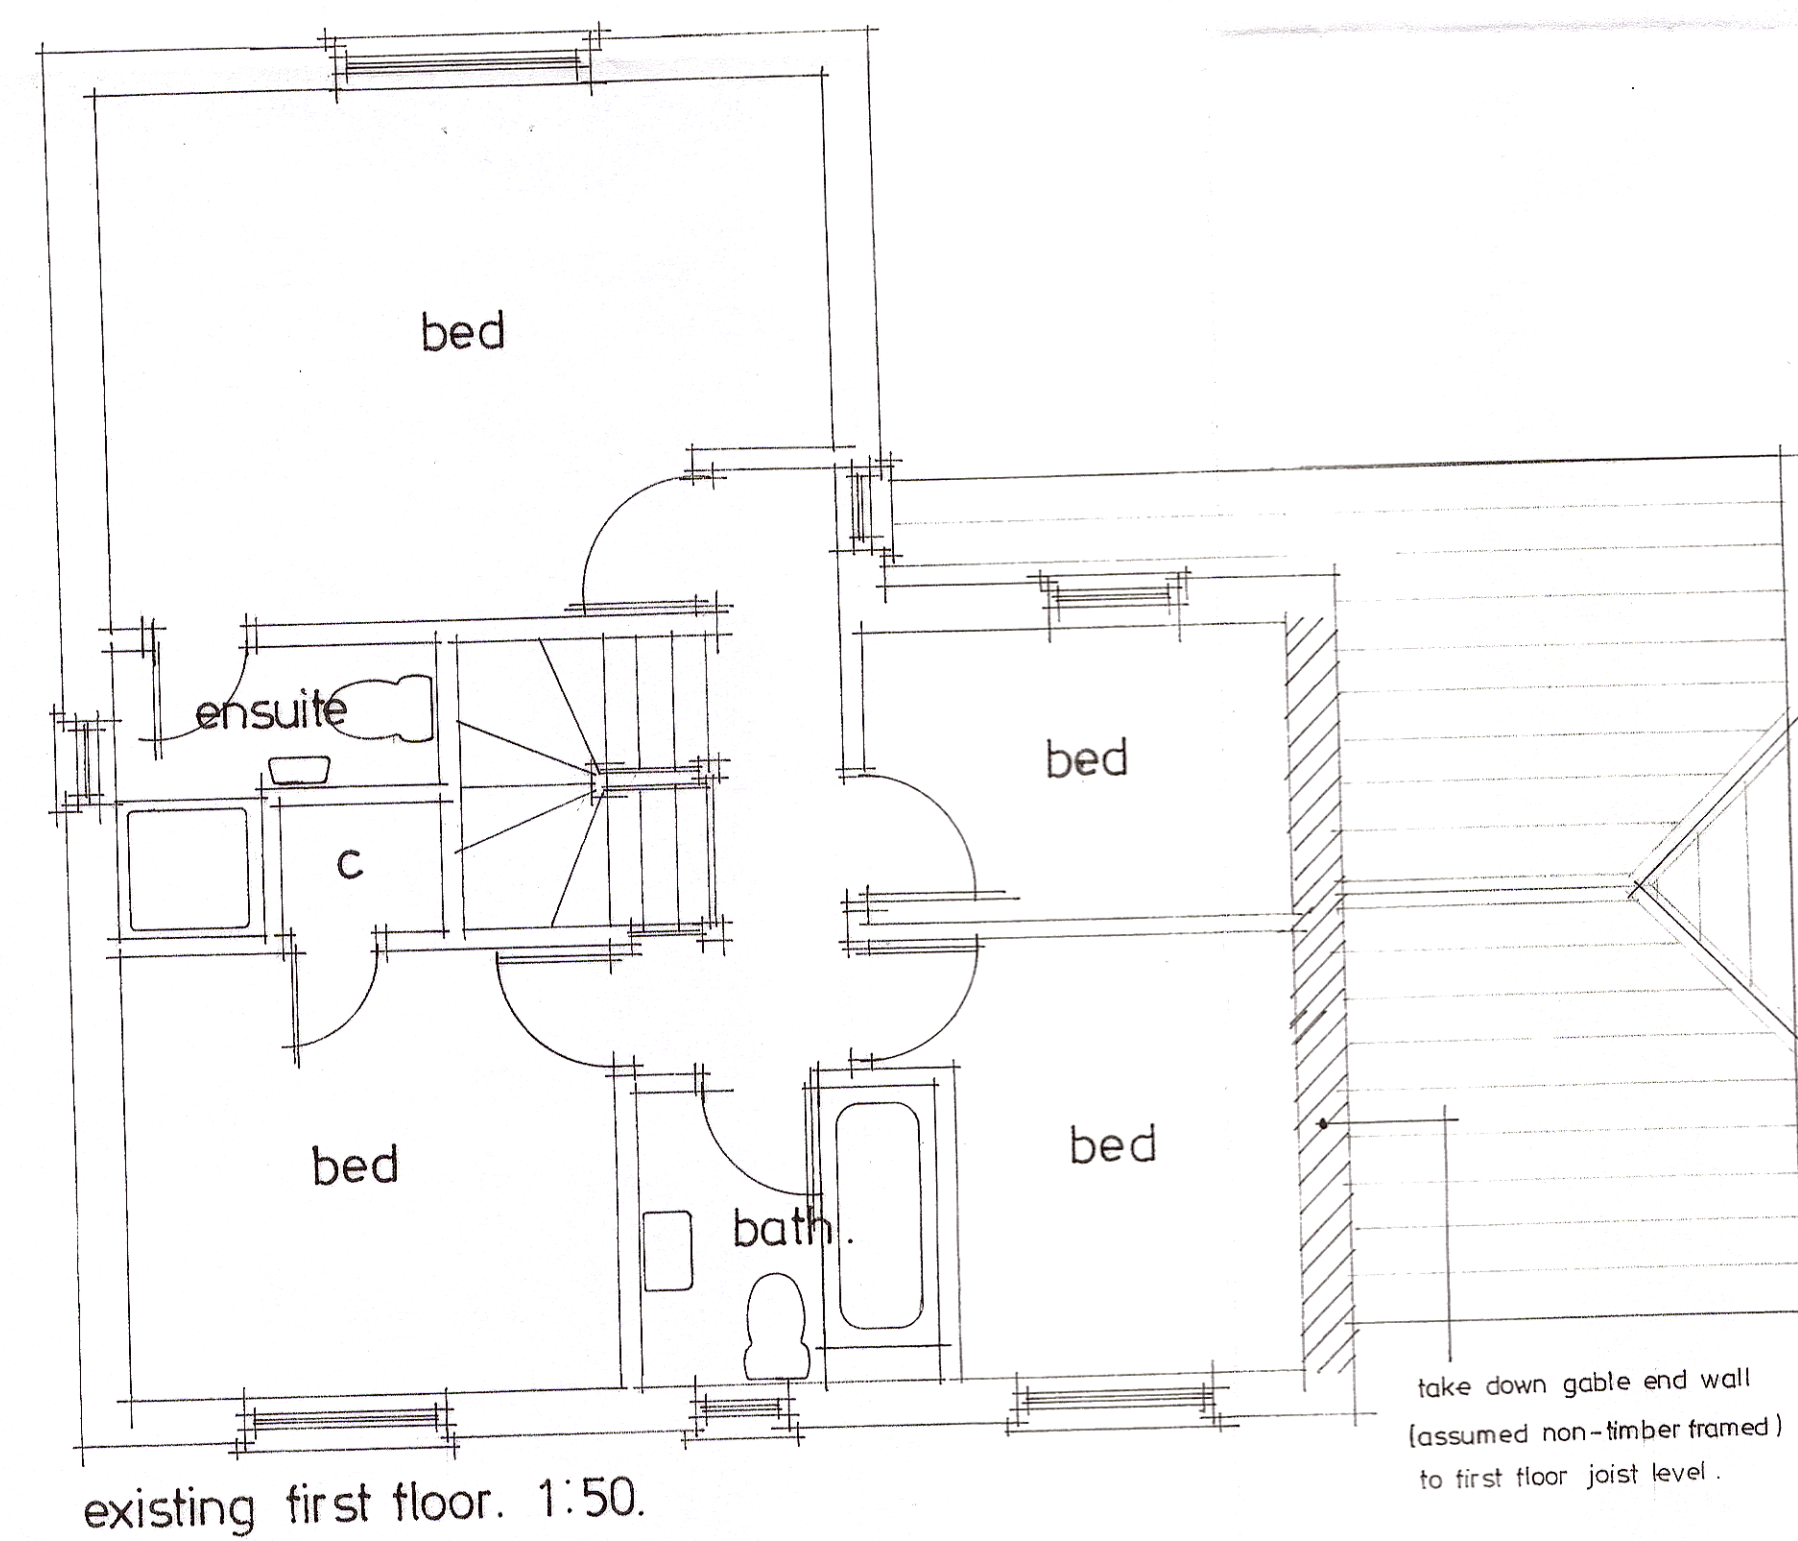 bed
ensuite
bed
c
bed
bed
bath.
take down gable end wall
(assumed non-timber framed)
to first floor joist level.
existing first floor. 1:50.